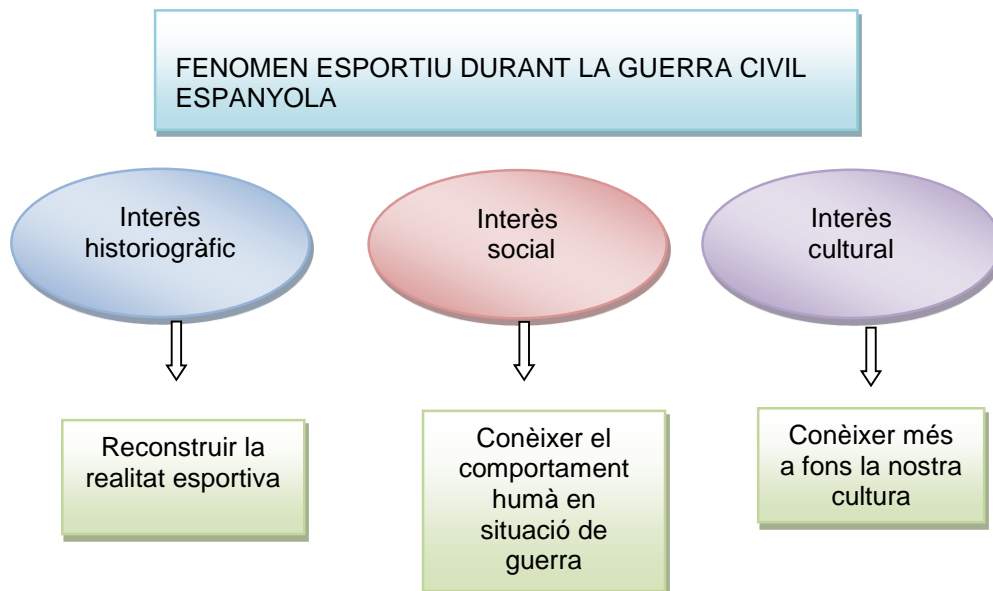 FENOMEN ESPORTIU DURANT LA GUERRA CIVIL
ESPANYOLA
Interès
historiogràfic
Interès
social
Interès
cultural
Reconstruir la
realitat esportiva
Conèixer el
comportament
humà en
situació de
guerra
Conèixer més
a fons la nostra
cultura